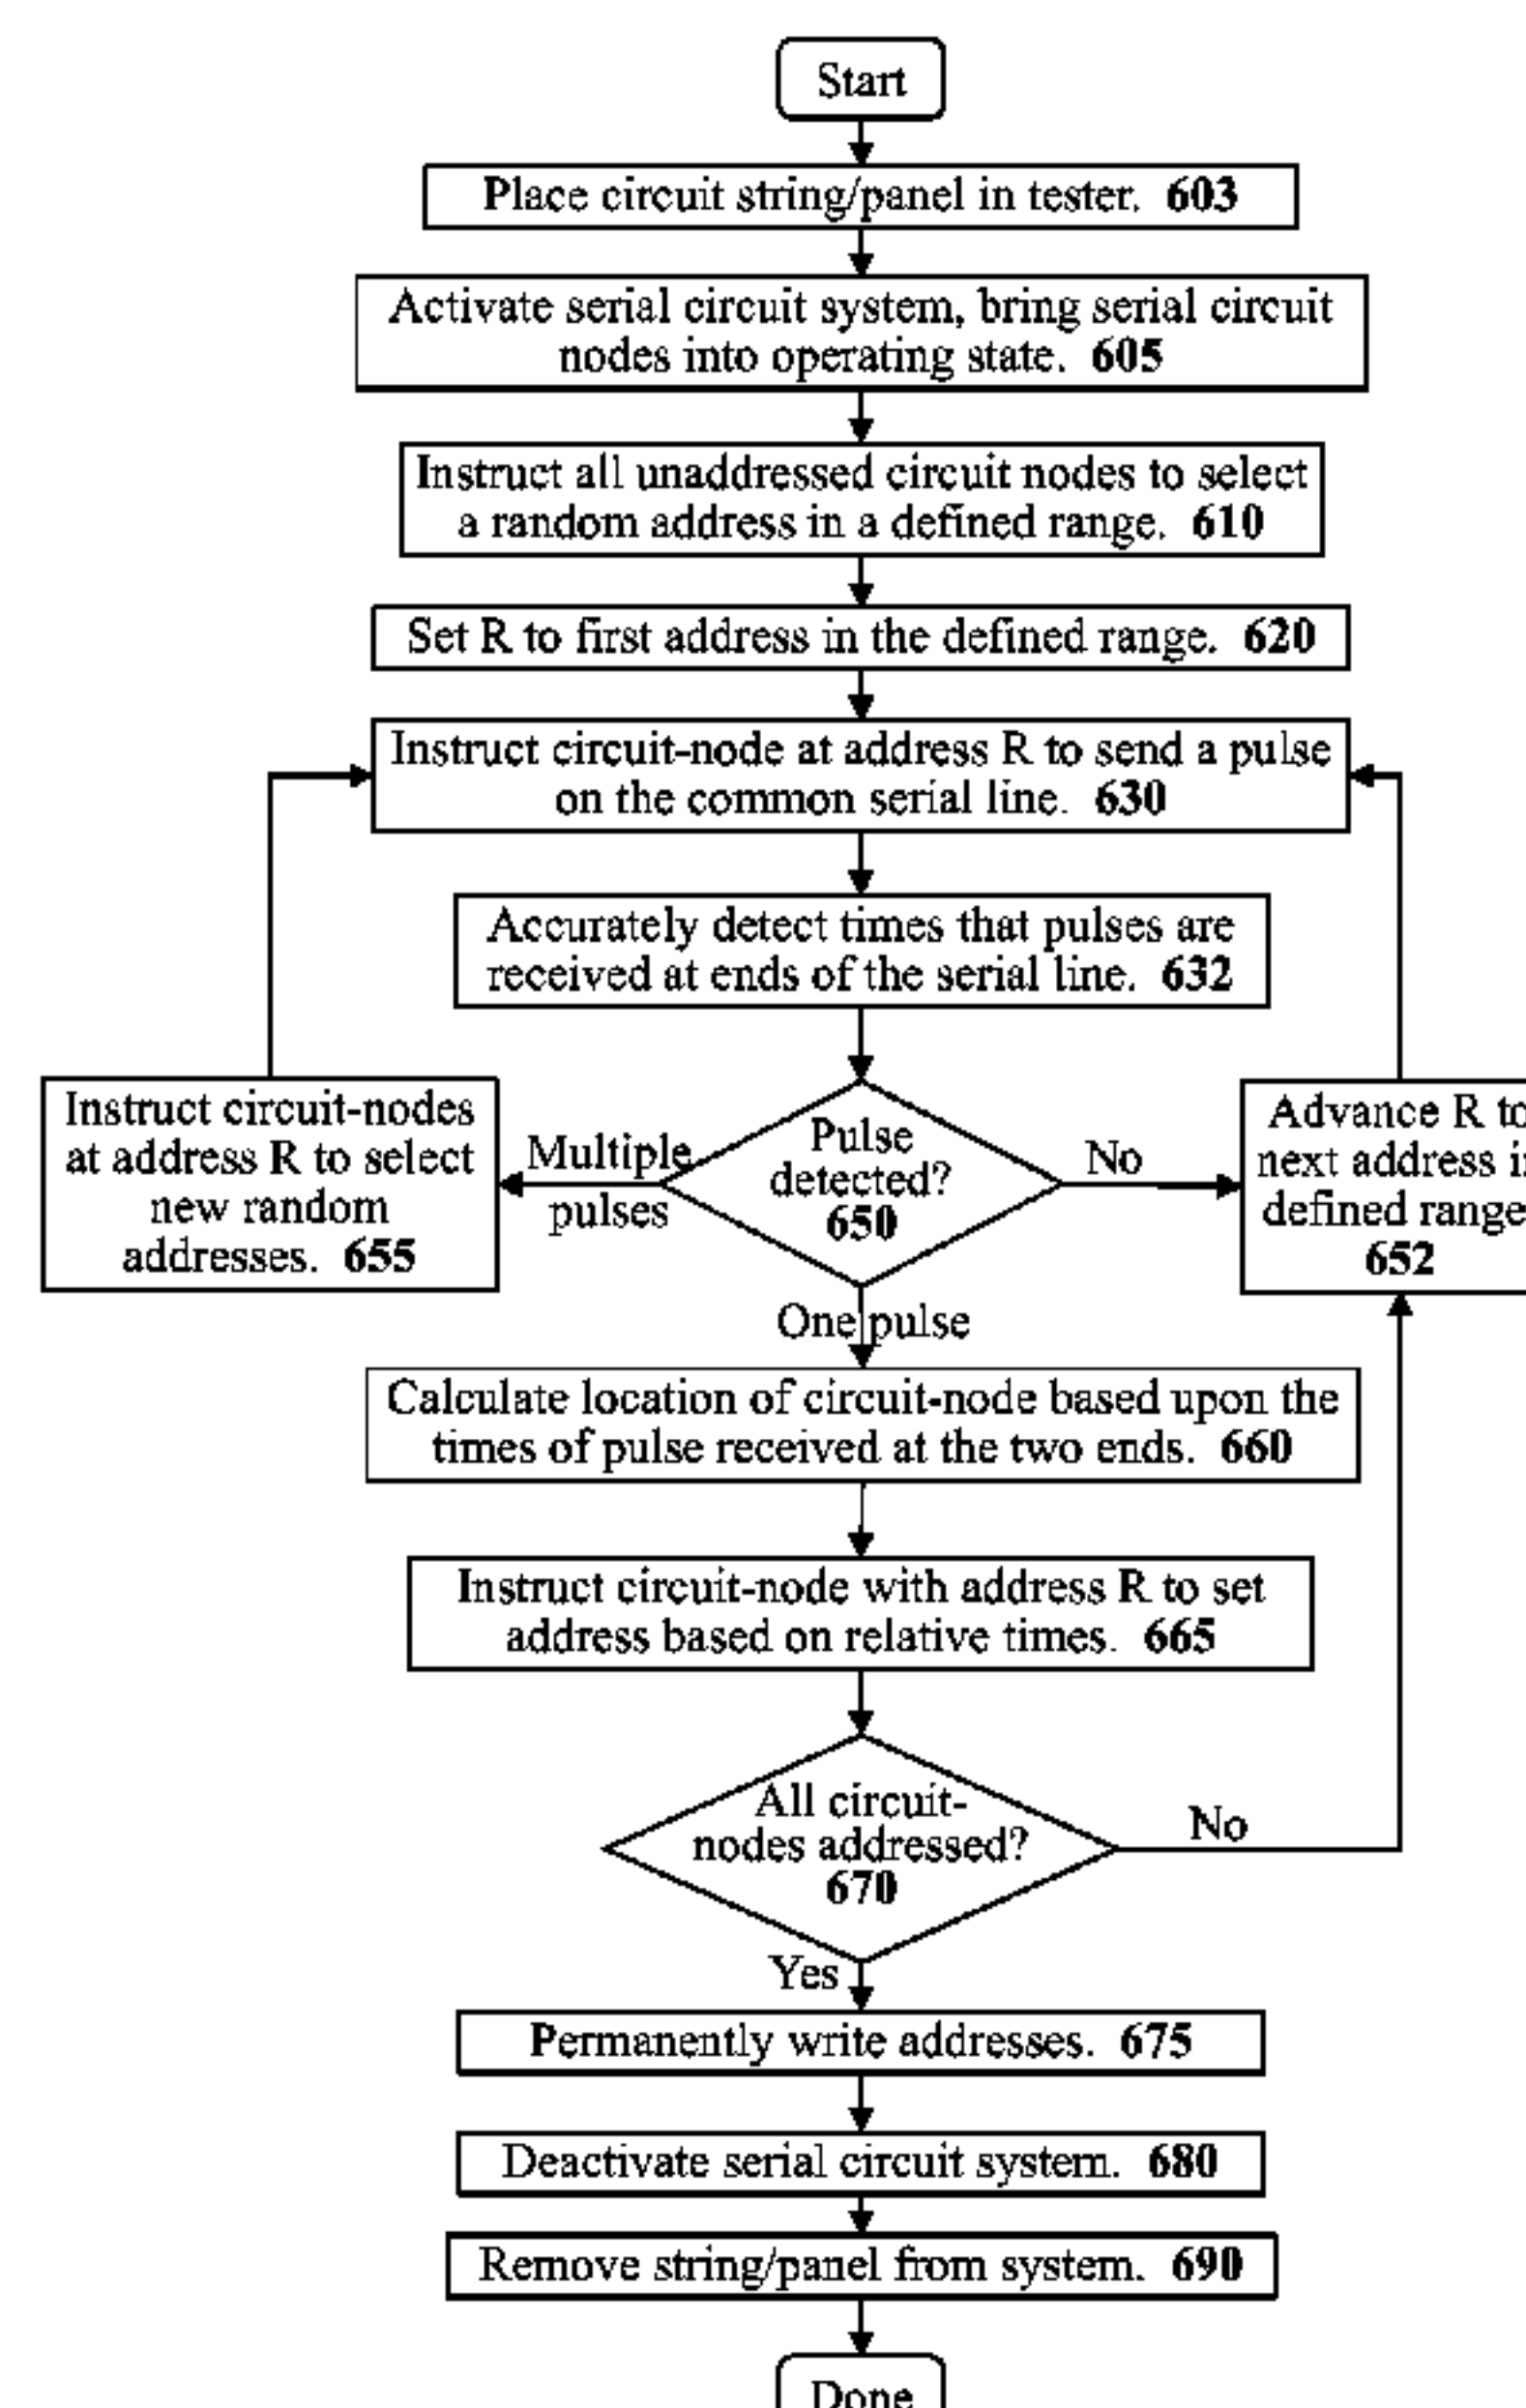 Start
Place circuit string/panel in tester. 603
Activate serial circuit system, bring serial circuit
nodes into operating state. 605
Instruct all unaddressed circuit nodes to select
a random address in a defined range. 610
Set R to first address in the defined range. 620
Instruct circuit-node at address R to send a pulse
on the common serial line. 630
Accurately detect times that pulses are
received at ends of the serial line. 632
Instruct circuit-nodes
at address R to select
new random
addresses. 655
Multiple
pulses
Pulse
detected?
650
No
Advance R to
next address in
defined range
652
One pulse
Calculate location of circuit-node based upon the
times of pulse received at the two ends. 660
Instruct circuit-node with address R to set
address based on relative times. 665
All circuit-
nodes addressed?
670
No
Yes
Permanently write addresses. 675
Deactivate serial circuit system. 680
Remove string/panel from system. 690
Done